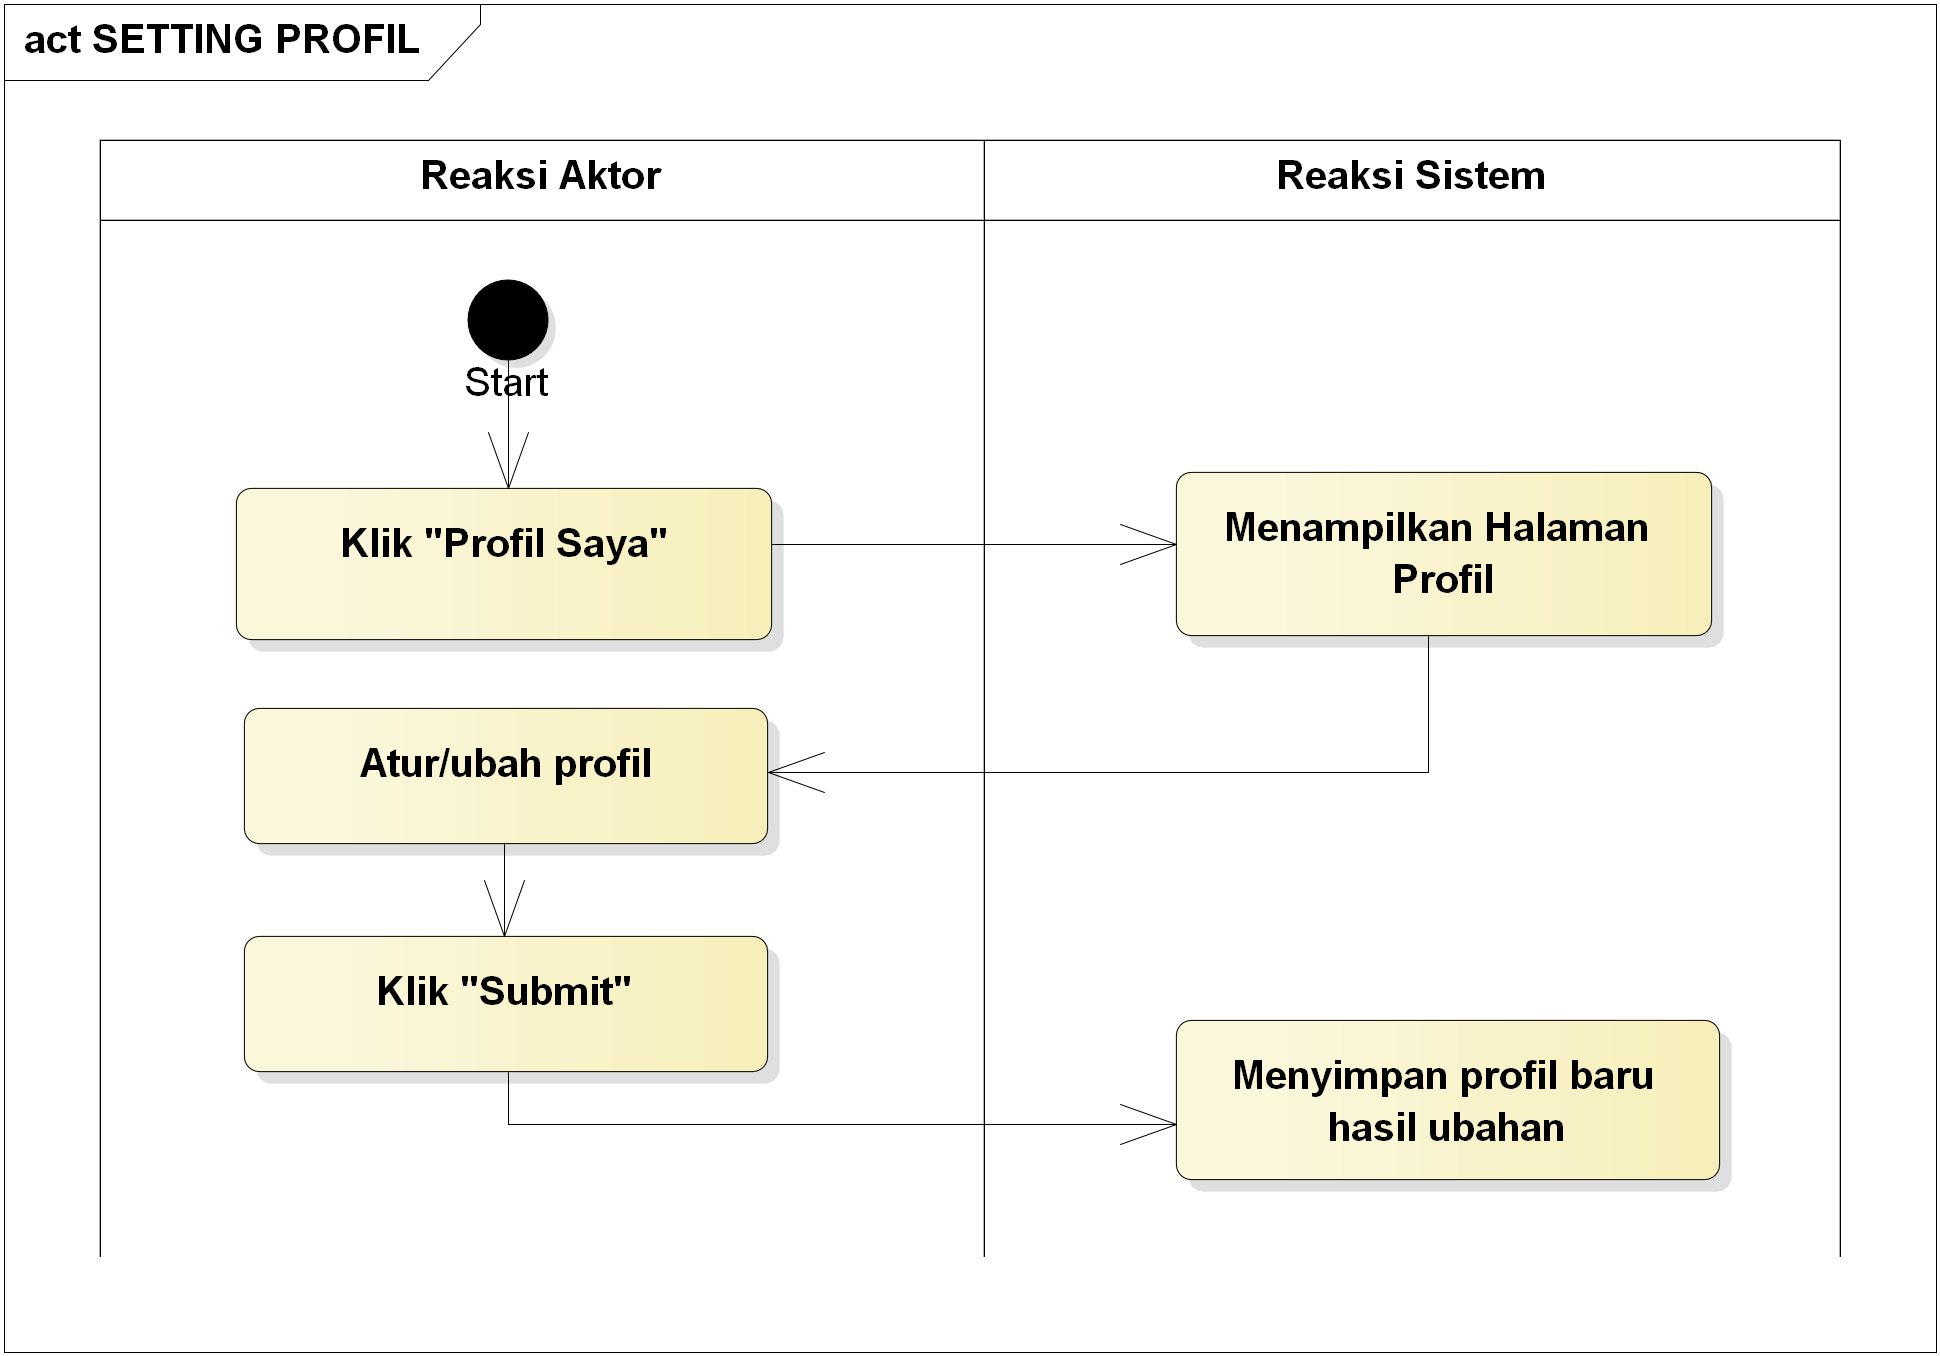 act SETTING PROFIL
Reaksi Aktor
Reaksi Sistem
Start
Klik "Profil Saya"
Menampilkan Halaman
Profil
Atur/ubah profil
Klik "Submit"
Menyimpan profil baru
hasil ubahan